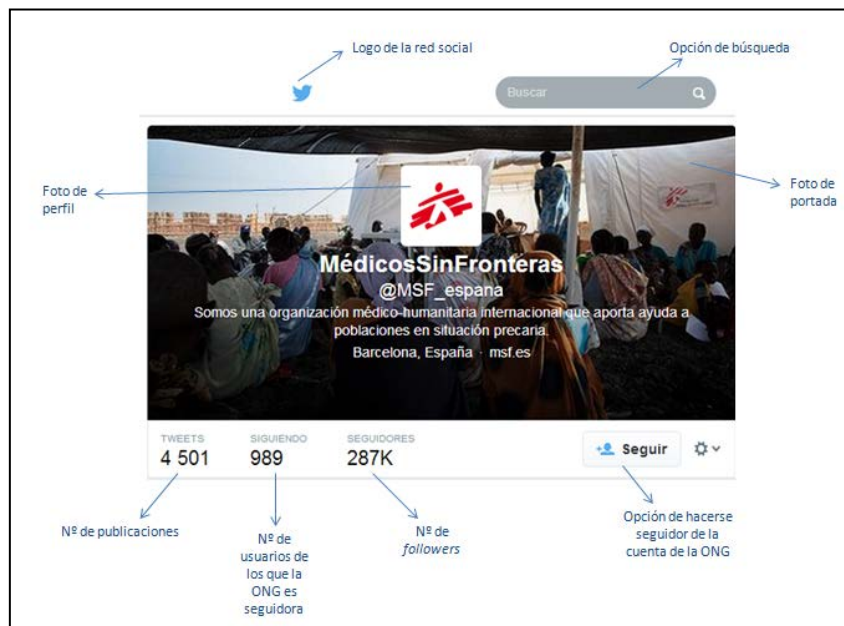 Logo de la red social
Opción de búsqueda
Buscar
Foto de
perfil
Foto de
portada
MédicosSinFronteras
@MSF_espana
Somos una organización médico-humanitaria internacional que aporta ayuda a
poblaciones en situación precaria.
Barcelona, España · msf.es
TWEETS
4 501
SIGUIENDO
989
SEGUIDORES
287K
Seguir
Nº de publicaciones
Nº de
usuarios de
los que la
ONG es
seguidora
Nº de
followers
Opción de hacerse
seguidor de la
cuenta de la ONG